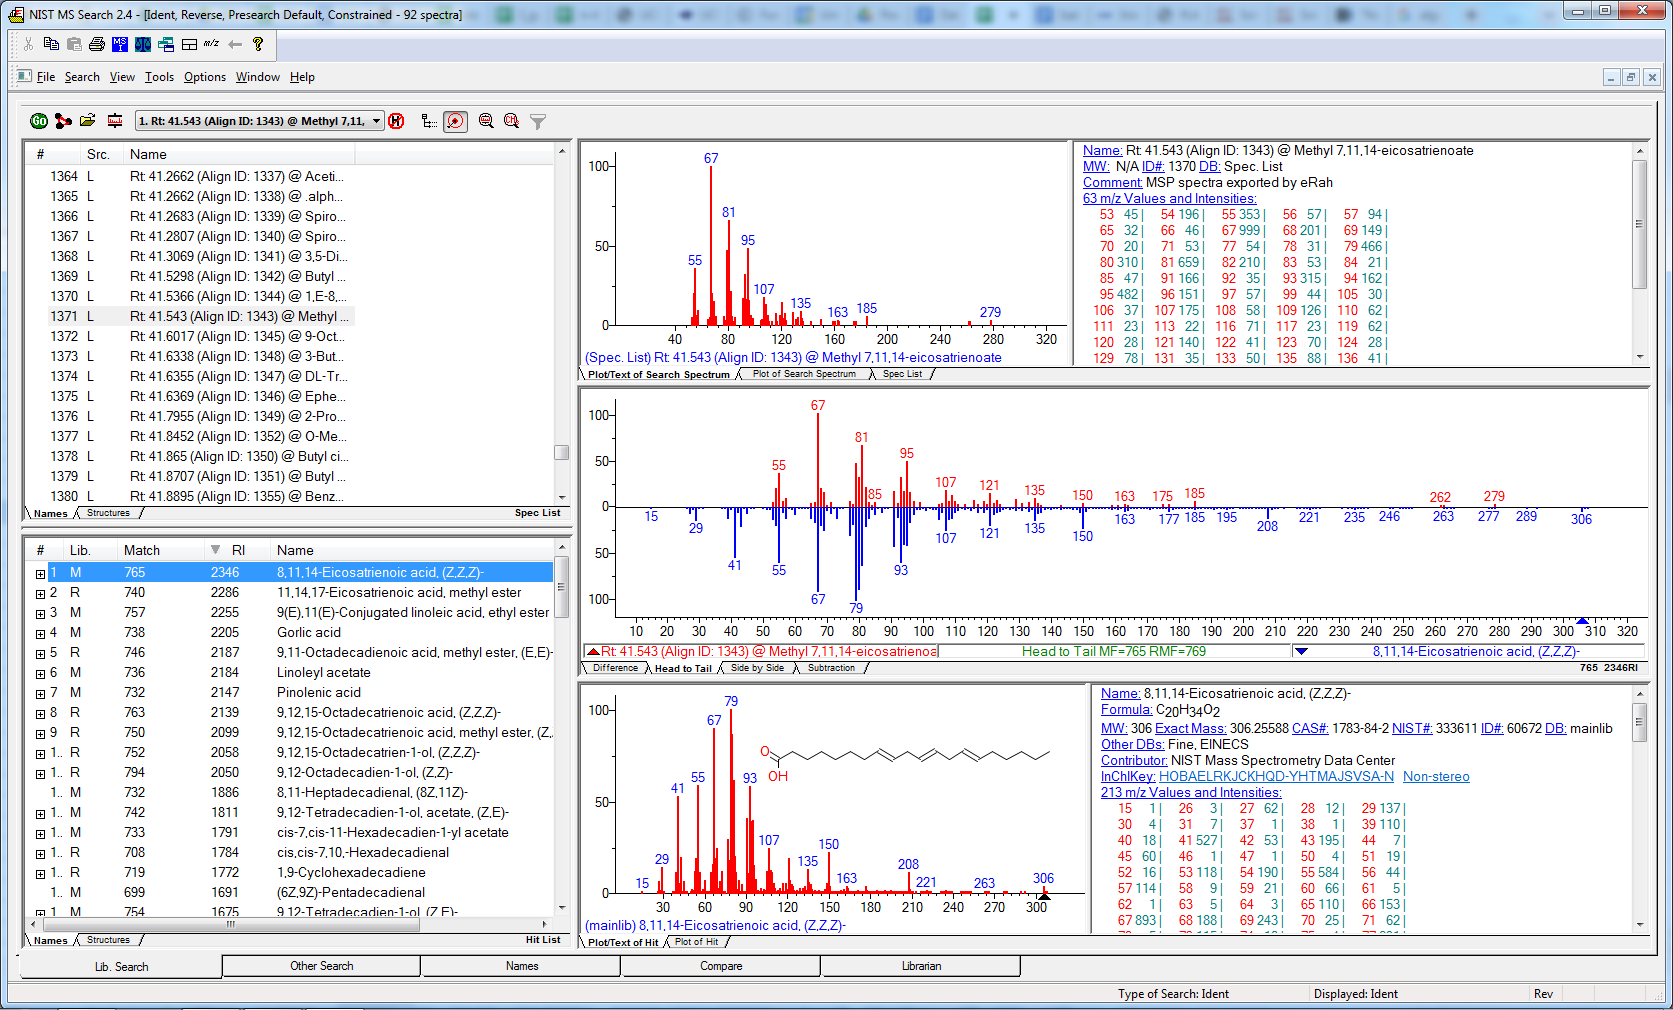 NIST MS Search 2.4 - [Ident, Reverse, Presearch Default, Constrained - 92 spectra]
File Search View Tools Options Window Help
1. Rt: 41.543 (Align ID: 1343) @ Methyl 7,11,
# Src. Name
1364 L Rt: 41.2662 (Align ID: 1337) @ Aceti...
1365 L Rt: 41.2662 (Align ID: 1338) @ .alph...
1366 L Rt: 41.2683 (Align ID: 1339) @ Spiro...
1367 L Rt: 41.2807 (Align ID: 1340) @ Spiro...
1368 L Rt: 41.3069 (Align ID: 1341) @ 3,5-Di...
1369 L Rt: 41.5298 (Align ID: 1342) @ Butyl ...
1370 L Rt: 41.5366 (Align ID: 1344) @ 1,E-8,...
1371 L Rt: 41.543 (Align ID: 1343) @ Methyl ...
1372 L Rt: 41.6017 (Align ID: 1345) @ 9-Oct...
1373 L Rt: 41.6338 (Align ID: 1348) @ 3-But...
1374 L Rt: 41.6355 (Align ID: 1347) @ DL-Tr...
1375 L Rt: 41.6369 (Align ID: 1346) @ Ephe...
1376 L Rt: 41.7955 (Align ID: 1349) @ 2-Pro...
1377 L Rt: 41.8452 (Align ID: 1352) @ O-Me...
1378 L Rt: 41.865 (Align ID: 1350) @ Butyl ci...
1379 L Rt: 41.8707 (Align ID: 1351) @ Butyl ...
1380 L Rt: 41.8895 (Align ID: 1355) @ Benz...
Names Structures Spec List
# Lib. Match RI Name
1 M 765 2346 8,11,14-Eicosatrienoic acid, (Z,Z,Z)-
2 R 740 2286 11,14,17-Eicosatrienoic acid, methyl ester
3 M 757 2255 9(E),11(E)-Conjugated linoleic acid, ethyl ester
4 M 738 2205 Gorlic acid
5 R 746 2187 9,11-Octadecadienoic acid, methyl ester, (E,E)-
6 M 736 2184 Linoleyl acetate
7 M 732 2147 Pinolenic acid
8 R 763 2139 9,12,15-Octadecatrienoic acid, (Z,Z,Z)-
9 R 750 2099 9,12,15-Octadecatrienoic acid, methyl ester, (Z,
1.. R 752 2058 9,12,15-Octadecatrien-1-ol, (Z,Z,Z)-
1.. R 794 2050 9,12-Octadecadien-1-ol, (Z,Z)-
1.. M 732 1886 8,11-Heptadecadienal, (8Z,11Z)-
1.. M 742 1811 9,12-Tetradecadien-1-ol, acetate, (Z,E)-
1.. M 733 1791 cis-7,cis-11-Hexadecadien-1-yl acetate
1.. R 708 1784 cis,cis-7,10,-Hexadecadienal
1.. R 719 1772 1,9-Cyclohexadecadiene
1.. M 699 1691 (6Z,9Z)-Pentadecadienal
1.. M 754 1675 9,12-Tetradecadien-1-ol, (Z,E)-
Names Structures Hit List
100 50 0
67 81 95 55 107 135 163 185 279
40 80 120 160 200 240 280 320
(Spec. List) Rt: 41.543 (Align ID: 1343) @ Methyl 7,11,14-eicosatrienoate
Plot/Text of Search Spectrum Plot of Search Spectrum Spec List
Name: Rt: 41.543 (Align ID: 1343) @ Methyl 7,11,14-eicosatrienoate
MW: N/A ID#: 1370 DB: Spec. List
Comment: MSP spectra exported by eRah
63 m/z Values and Intensities:
53 45| 54 196| 55 353| 56 57| 57 94|
65 32| 66 46| 67 999| 68 201| 69 149|
70 20| 71 53| 77 54| 78 31| 79 466|
80 310| 81 659| 82 210| 83 53| 84 21|
85 47| 91 166| 92 35| 93 315| 94 162|
95 482| 96 151| 97 57| 99 44| 105 30|
106 37| 107 175| 108 58| 109 126| 110 62|
111 23| 113 22| 116 71| 117 23| 119 62|
120 28| 121 140| 122 41| 123 70| 124 28|
129 78| 131 35| 133 50| 135 88| 136 41|
100 50 0 50 100
67 81 95 55 85 107 121 135 150 163 175 185 262 279
15 29 41 55 67 79 93 107 121 135 150 163 177 185 195 208 221 235 246 263 277 289 306
10 20 30 40 50 60 70 80 90 100 110 120 130 140 150 160 170 180 190 200 210 220 230 240 250 260 270 280 290 300 310 320
Rt: 41.543 (Align ID: 1343) @ Methyl 7,11,14-eicosatrienoa Head to Tail MF=765 RMF=769 8,11,14-Eicosatrienoic acid, (Z,Z,Z)-
Difference Head to Tail Side by Side Subtraction 765 2346RI
100 50 0
79 67 55 93 41 29 15 107 135 150 163 208 221 263 306
O
OH
30 60 90 120 150 180 210 240 270 300
(mainlib) 8,11,14-Eicosatrienoic acid, (Z,Z,Z)-
Plot/Text of Hit Plot of Hit
Name: 8,11,14-Eicosatrienoic acid, (Z,Z,Z)-
Formula: C20H34O2
MW: 306 Exact Mass: 306.25588 CAS#: 1783-84-2 NIST#: 333611 ID#: 60672 DB: mainlib
Other DBs: Fine, EINECS
Contributor: NIST Mass Spectrometry Data Center
InChIKey: HOBAELRKJCKHQD-YHTMAJSVSA-N Non-stereo
213 m/z Values and Intensities:
15 1| 26 3| 27 62| 28 12| 29 137|
30 4| 31 7| 37 1| 38 1| 39 110|
40 18| 41 527| 42 53| 43 195| 44 7|
45 60| 46 1| 47 1| 50 4| 51 19|
52 16| 53 118| 54 190| 55 584| 56 44|
57 114| 58 9| 59 21| 60 66| 61 5|
62 1| 63 5| 64 3| 65 110| 66 153|
67 893| 68 188| 69 243| 70 25| 71 62|
Lib. Search Other Search Names Compare Librarian
Type of Search: Ident Displayed: Ident Rev